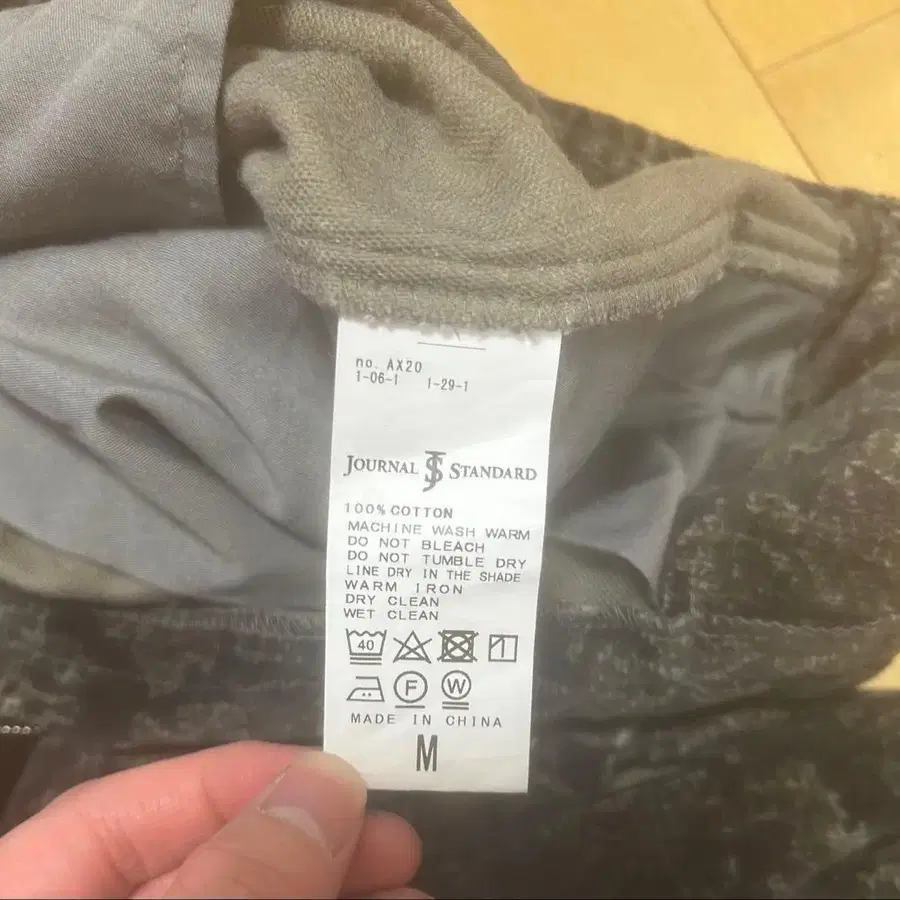 no. AX20
1-06-1 1-29-1
JOURNAL JS STANDARD
100% COTTON
MACHINE WASH WARM
DO NOT BLEACH
DO NOT TUMBLE DRY
LINE DRY IN THE SHADE
WARM IRON
DRY CLEAN
WET CLEAN
40
F W
MADE IN CHINA
M